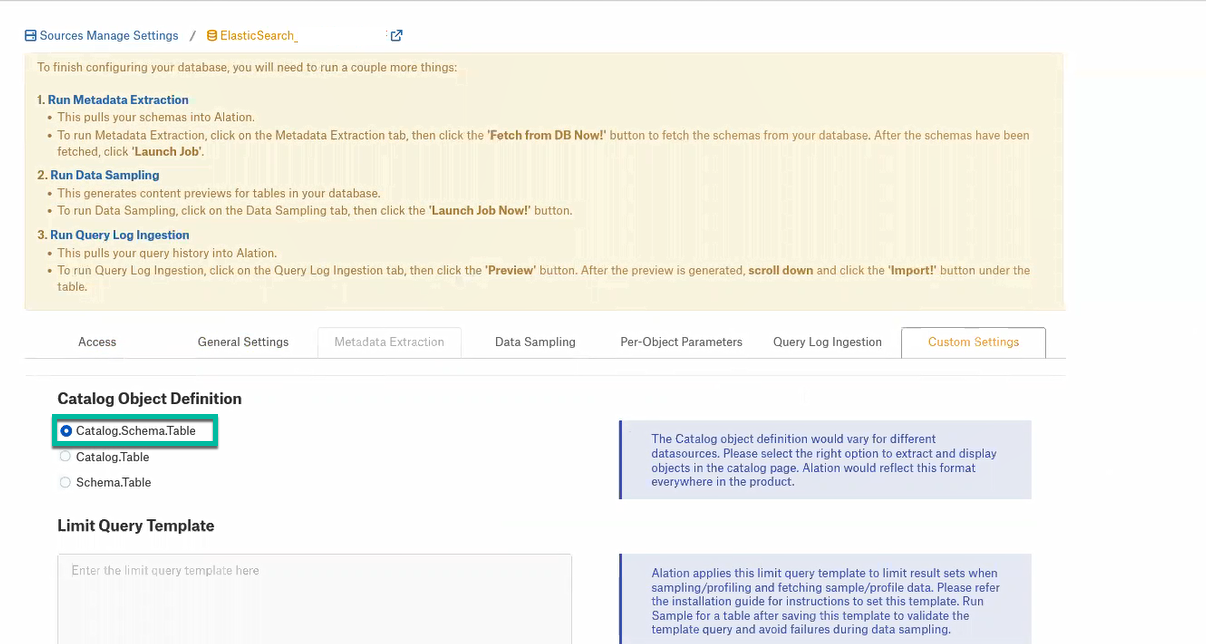 Sources Manage Settings / ElasticSearch_
To finish configuring your database, you will need to run a couple more things:
1. Run Metadata Extraction
• This pulls your schemas into Alation.
• To run Metadata Extraction, click on the Metadata Extraction tab, then click the 'Fetch from DB Now!' button to fetch the schemas from your database. After the schemas have been
fetched, click 'Launch Job'.
2. Run Data Sampling
• This generates content previews for tables in your database.
• To run Data Sampling, click on the Data Sampling tab, then click the 'Launch Job Now!' button.
3. Run Query Log Ingestion
• This pulls your query history into Alation.
• To run Query Log Ingestion, click on the Query Log Ingestion tab, then click the 'Preview' button. After the preview is generated, scroll down and click the 'Import!' button under the
table.
Access General Settings Metadata Extraction Data Sampling Per-Object Parameters Query Log Ingestion Custom Settings
Catalog Object Definition
Catalog.Schema.Table
Catalog.Table
Schema.Table
The Catalog object definition would vary for different
datasources. Please select the right option to extract and display
objects in the catalog page. Alation would reflect this format
everywhere in the product.
Limit Query Template
Enter the limit query template here
Alation applies this limit query template to limit result sets when
sampling/profiling and fetching sample/profile data. Please refer
the installation guide for instructions to set this template. Run
Sample for a table after saving this template to validate the
template query and avoid failures during data sampling.